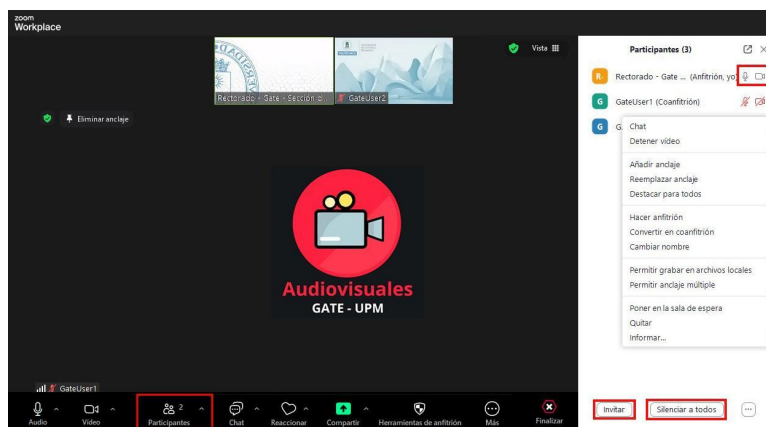 zoom
Workplace
Vista
Rectorado - Gate - Sección d
GateUser2
Eliminar anclaje
Audiovisuales
GATE - UPM
GateUser1
Audio
Vídeo
Participantes
2
Chat
Reaccionar
Compartir
Herramientas de anfitrión
Más
Finalizar
Participantes (3)
R
Rectorado - Gate ... (Anfitrión, yo)
G
GateUser1 (Coanfitrión)
G
G
Chat
Detener vídeo
Añadir anclaje
Reemplazar anclaje
Destacar para todos
Hacer anfitrión
Convertir en coanfitrión
Cambiar nombre
Permitir grabar en archivos locales
Permitir anclaje múltiple
Poner en la sala de espera
Quitar
Informar...
Invitar
Silenciar a todos